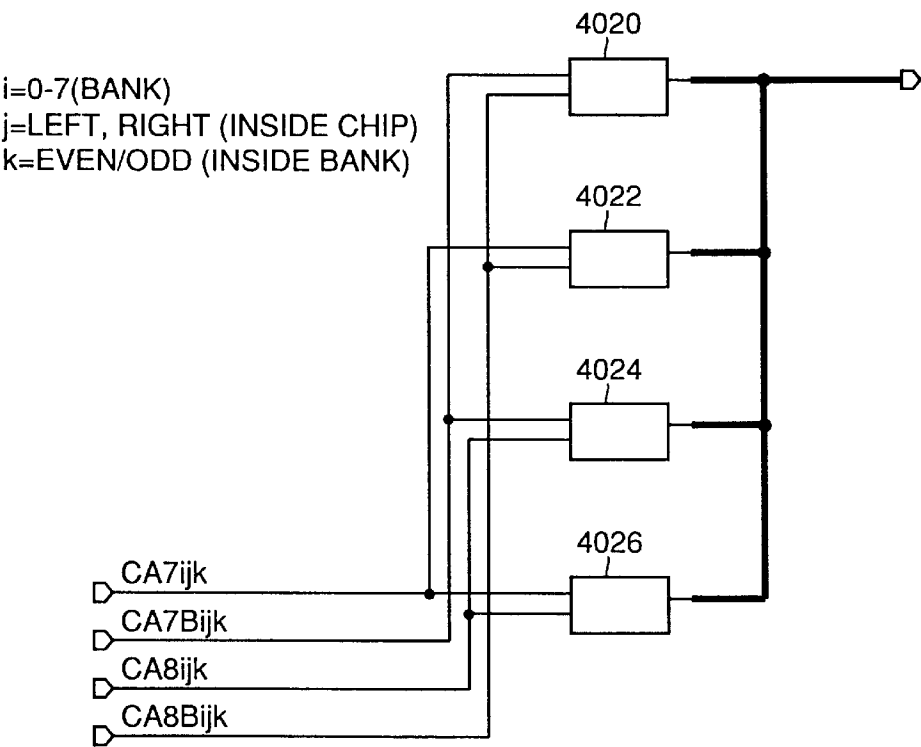 4020
i=0-7(BANK)
j=LEFT, RIGHT (INSIDE CHIP)
k=EVEN/ODD (INSIDE BANK)
4022
4024
4026
CA7ijk
CA7Bijk
CA8ijk
CA8Bijk